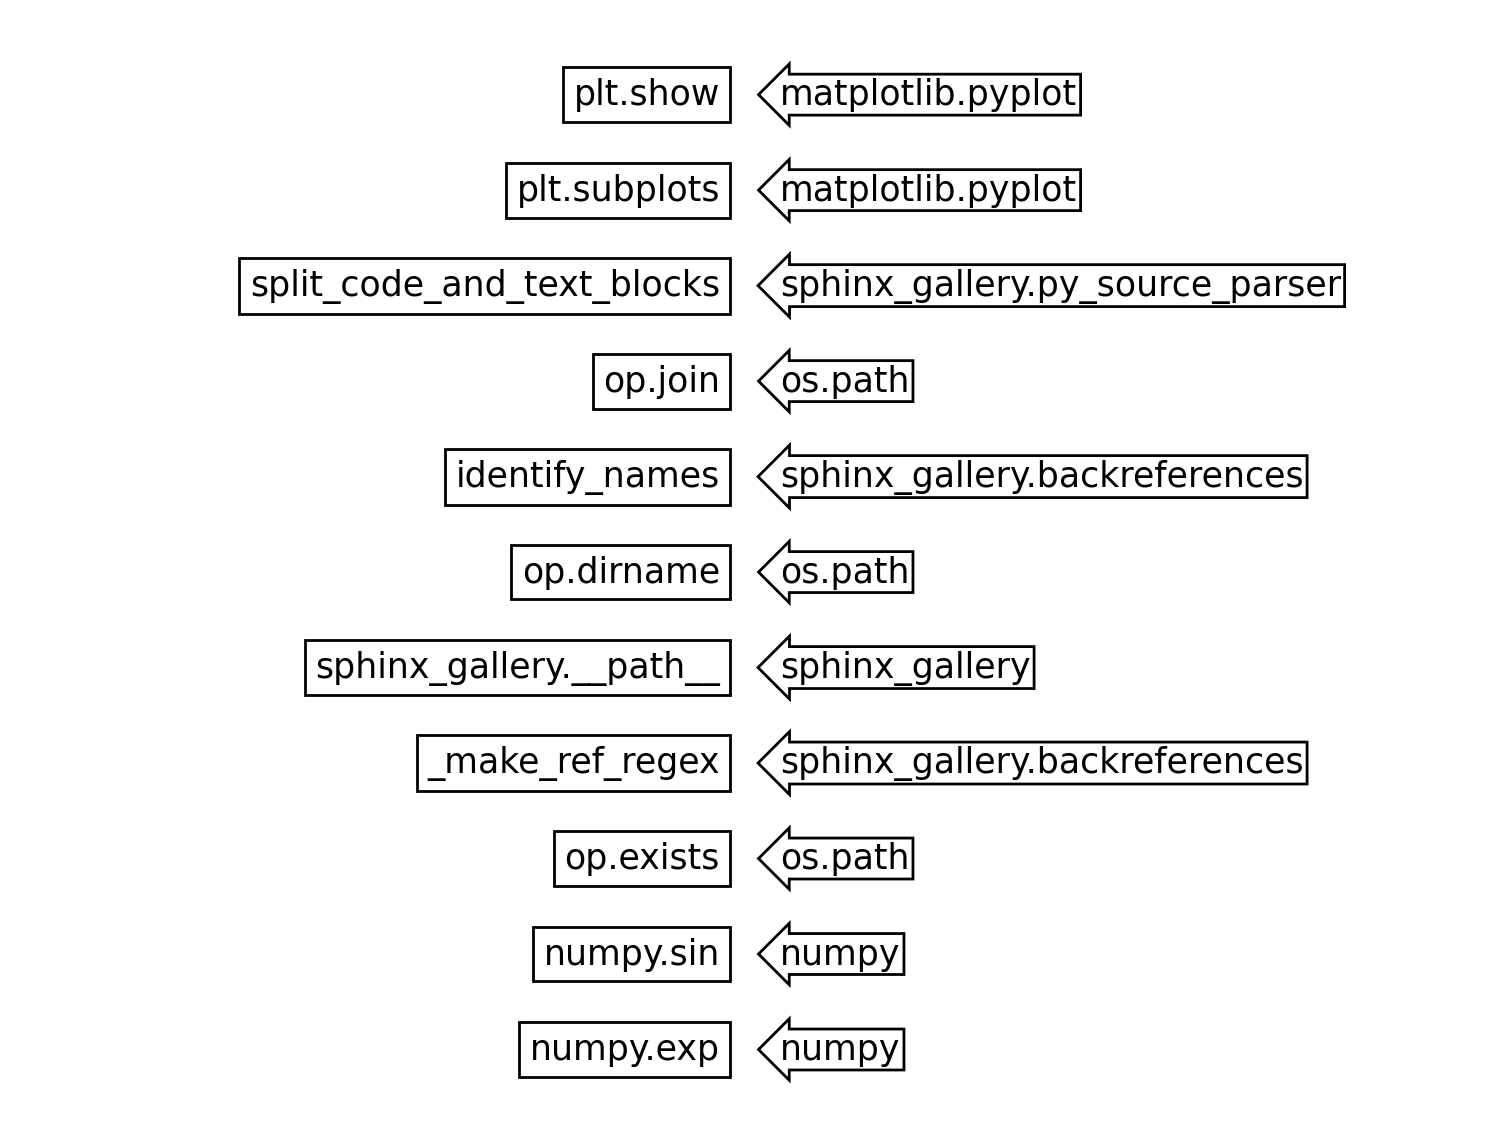 plt.show matplotlib.pyplot
plt.subplots matplotlib.pyplot
split_code_and_text_blocks sphinx_gallery.py_source_parser
op.join os.path
identify_names sphinx_gallery.backreferences
op.dirname os.path
sphinx_gallery.__path__ sphinx_gallery
_make_ref_regex sphinx_gallery.backreferences
op.exists os.path
numpy.sin numpy
numpy.exp numpy